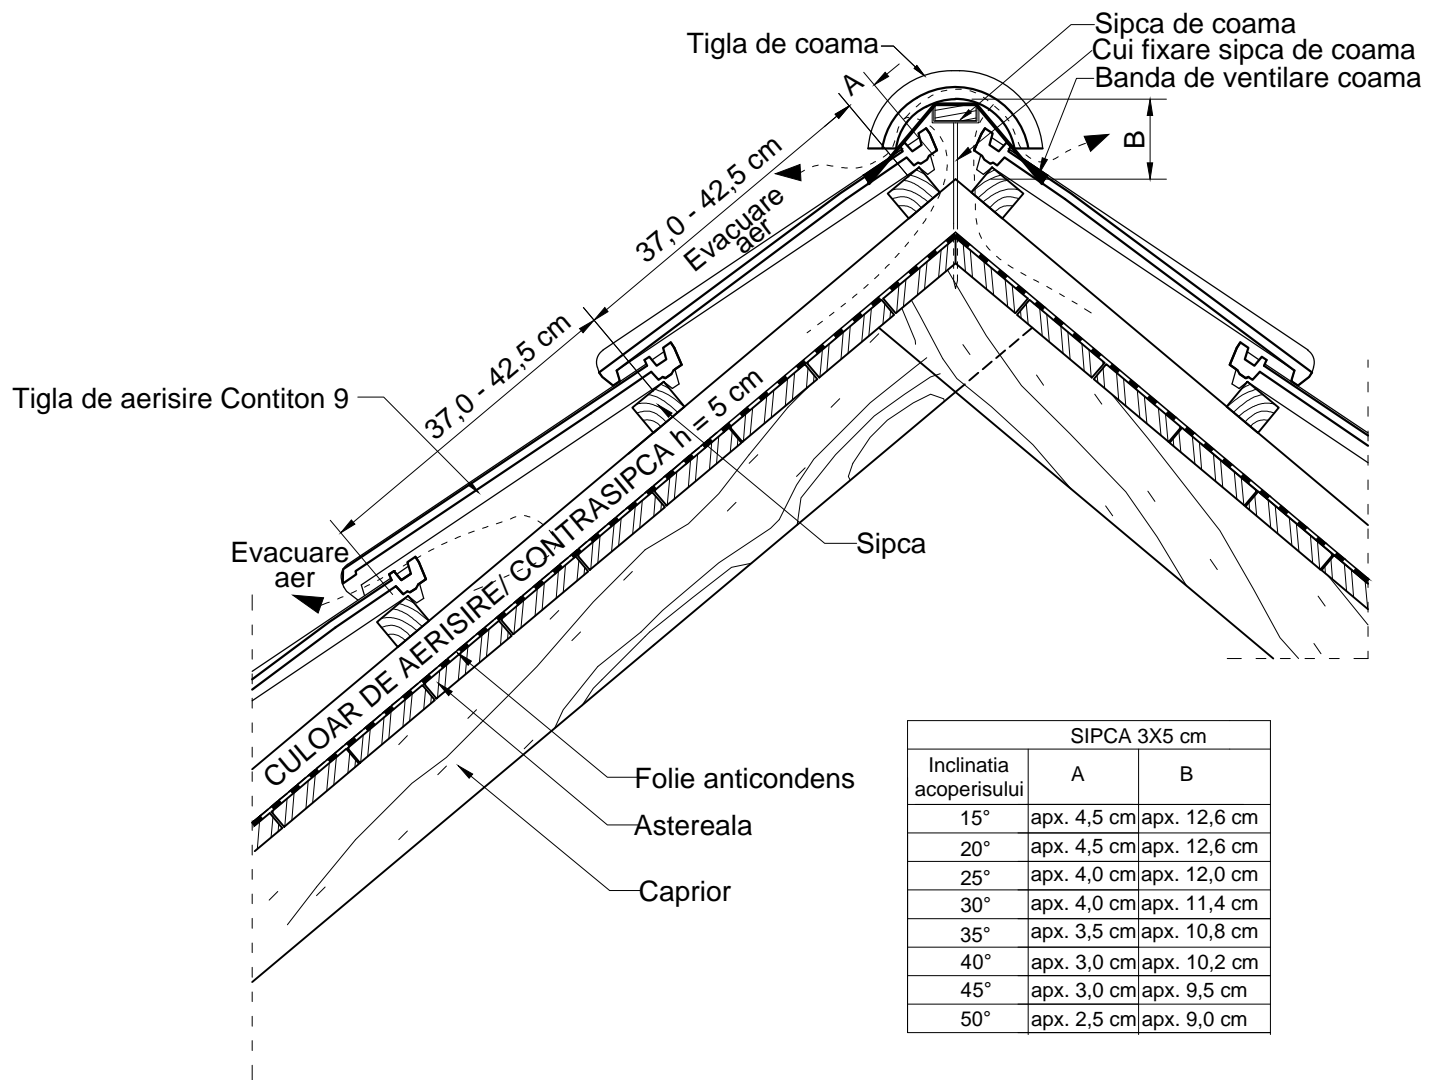 Sipca de coama
Tigla de coama
Cui fixare sipca de coama
Banda de ventilare coama
A
B
37,0 - 42,5 cm
Evacuare
aer
37,0 - 42,5 cm
Tigla de aerisire Contiton 9
CULOAR DE AERISIRE/ CONTRASIPCA h = 5 cm
Sipca
Evacuare
aer
Folie anticondens
Astereala
Caprior
SIPCA 3X5 cm
Inclinatia
acoperisului
A
B
15° apx. 4,5 cm apx. 12,6 cm
20° apx. 4,5 cm apx. 12,6 cm
25° apx. 4,0 cm apx. 12,0 cm
30° apx. 4,0 cm apx. 11,4 cm
35° apx. 3,5 cm apx. 10,8 cm
40° apx. 3,0 cm apx. 10,2 cm
45° apx. 3,0 cm apx. 9,5 cm
50° apx. 2,5 cm apx. 9,0 cm